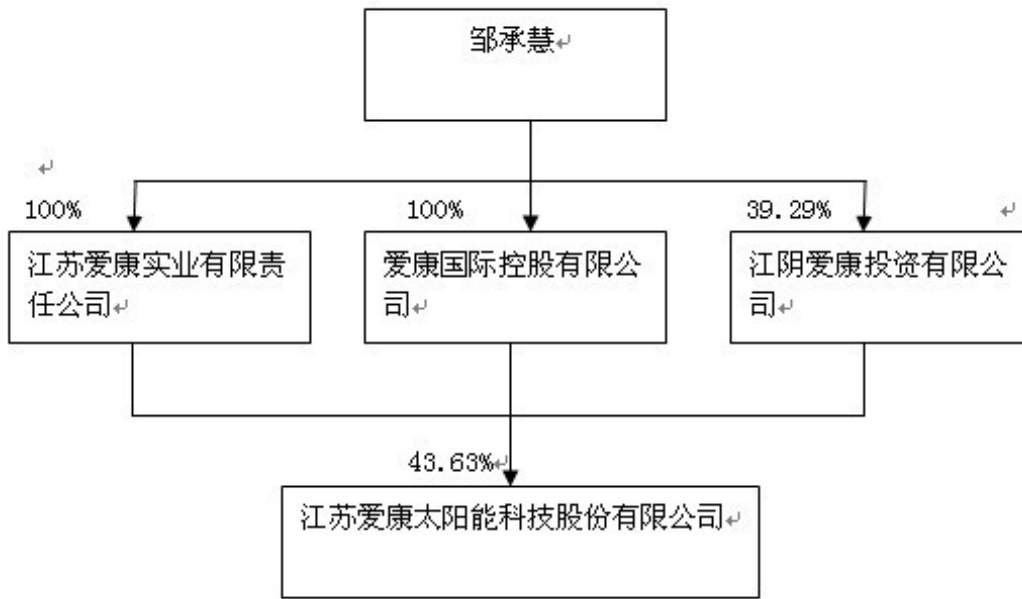 邹承慧
100%
100%
39.29%
江苏爱康实业有限责
任公司
爱康国际控股有限公
司
江阴爱康投资有限公
司
43.63%
江苏爱康太阳能科技股份有限公司